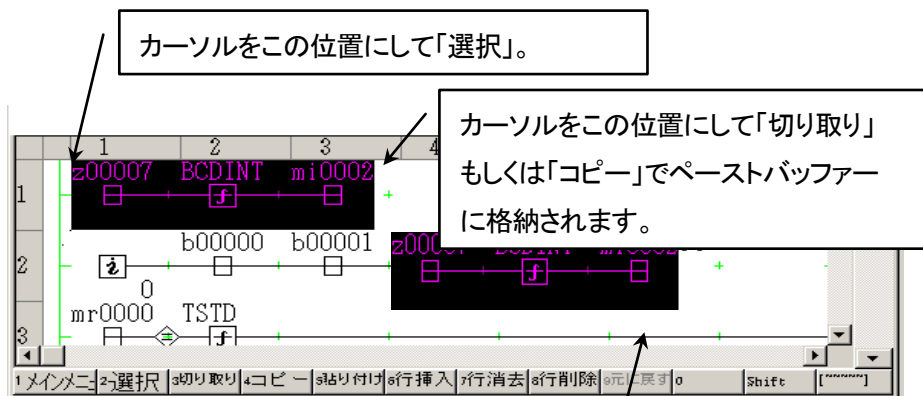 カーソルをこの位置にして「選択」。
カーソルをこの位置にして「切り取り」
もしくは「コピー」でペーストバッファー
に格納されます。
1 2 3 4
z00007 BCDINT mi0002
1
f
b00000 b00001
2
i
f
0
mr0000 TSTD
3
f
1メインメニュ 2選択 3切り取り 4コピー 5貼り付け 6行挿入 7行消去 8行削除 9元に戻す 0 Shift [~~~~~]